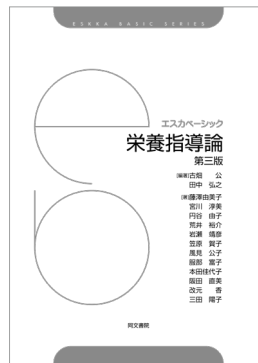 ESKKA BASIC SERIES
エスカベーシック
栄養指導論
第三版
[編著]古畑　公
田中　弘之
[著]藤澤由美子
宮川　淳美
円谷　由子
荒井　裕介
岩瀬　靖彦
笠原　賀子
風見　公子
服部　富子
本田佳代子
飯田　直美
改元　香
三田　陽子
同文書院